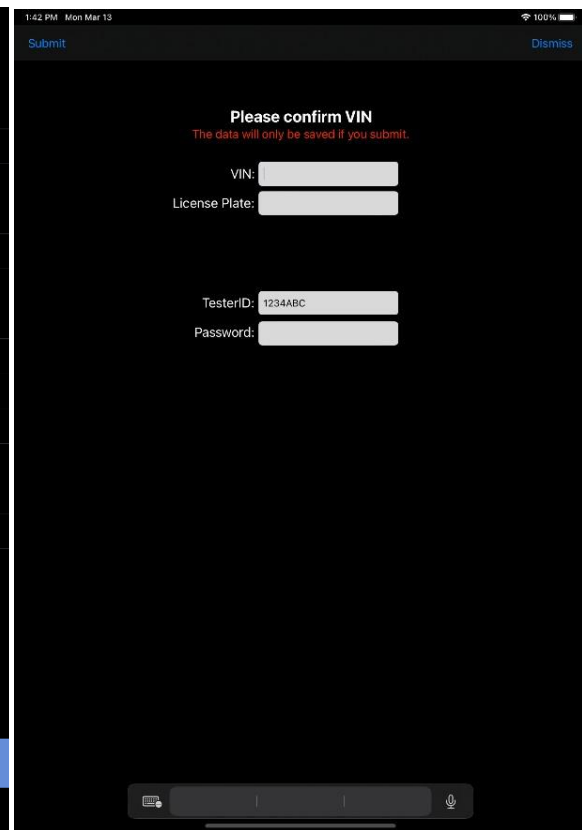 1:42 PM Mon Mar 13 100%
Submit Dismiss
Please confirm VIN
The data will only be saved if you submit.
VIN:
License Plate:
TesterID: 1234ABC
Password: